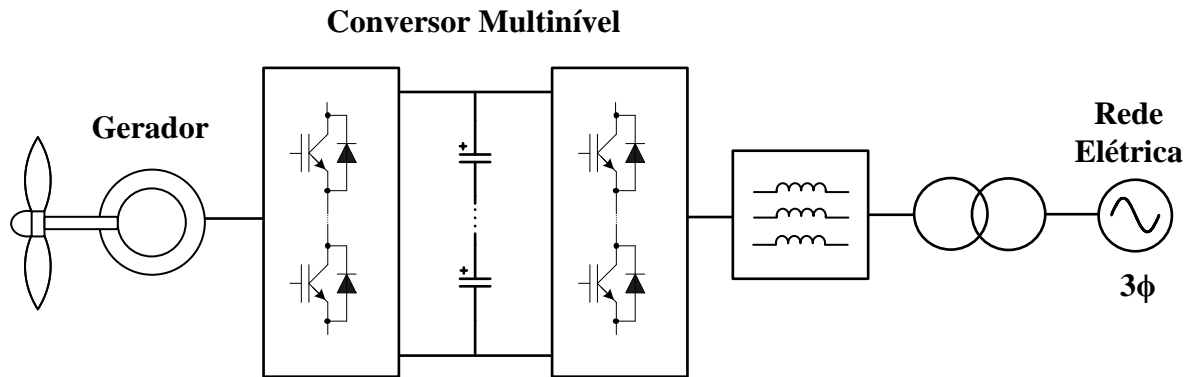 Conversor Multinível
Gerador
Rede
Elétrica
+
+
3ϕ